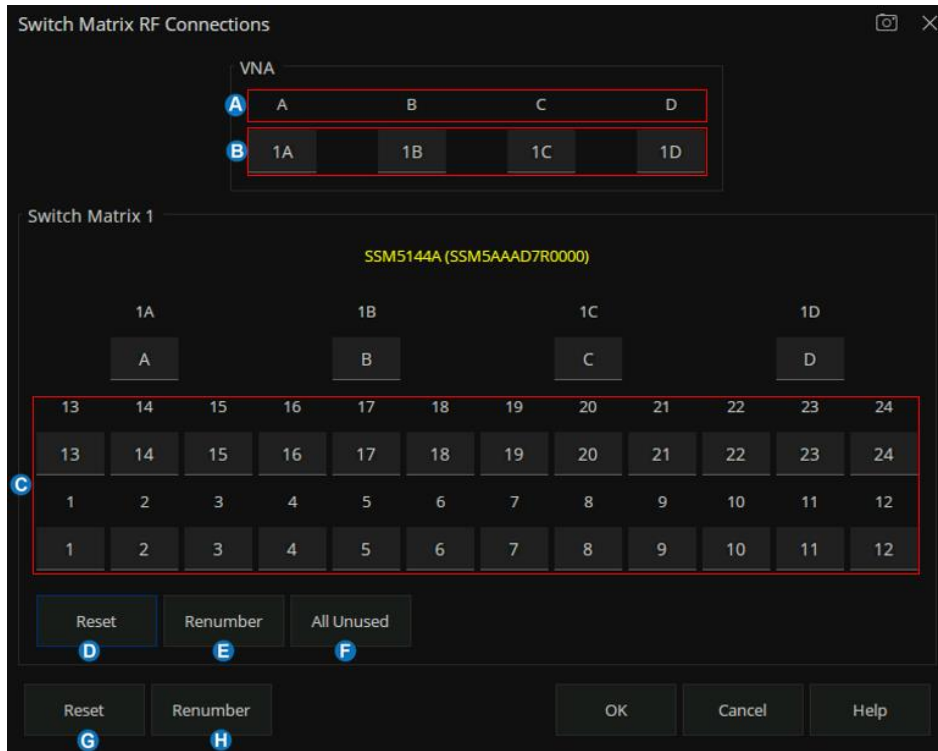 Switch Matrix RF Connections
VNA
A A B C D
B 1A 1B 1C 1D
Switch Matrix 1
SSM5144A (SSM5AAAD7R0000)
1A 1B 1C 1D
A B C D
13 14 15 16 17 18 19 20 21 22 23 24
13 14 15 16 17 18 19 20 21 22 23 24
C
1 2 3 4 5 6 7 8 9 10 11 12
1 2 3 4 5 6 7 8 9 10 11 12
Reset Renumber All Unused
D E F
Reset Renumber OK Cancel Help
G H